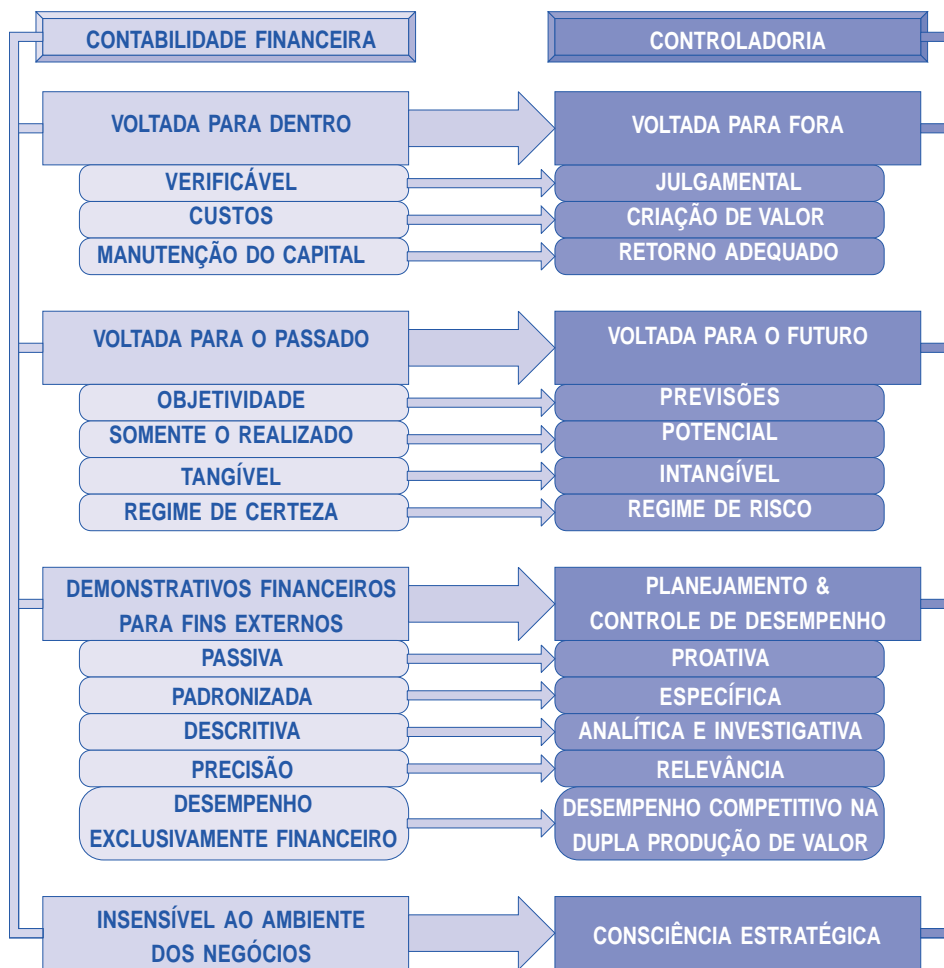 CONTABILIDADE FINANCEIRA
CONTROLADORIA
VOLTADA PARA DENTRO
VOLTADA PARA FORA
VERIFICÁVEL
JULGAMENTAL
CUSTOS
CRIAÇÃO DE VALOR
MANUTENÇÃO DO CAPITAL
RETORNO ADEQUADO
VOLTADA PARA O PASSADO
VOLTADA PARA O FUTURO
OBJETIVIDADE
PREVISÕES
SOMENTE O REALIZADO
POTENCIAL
TANGÍVEL
INTANGÍVEL
REGIME DE CERTEZA
REGIME DE RISCO
DEMONSTRATIVOS FINANCEIROS
PARA FINS EXTERNOS
PLANEJAMENTO &
CONTROLE DE DESEMPENHO
PASSIVA
PROATIVA
PADRONIZADA
ESPECÍFICA
DESCRITIVA
ANALÍTICA E INVESTIGATIVA
PRECISÃO
RELEVÂNCIA
DESEMPENHO
EXCLUSIVAMENTE FINANCEIRO
DESEMPENHO COMPETITIVO NA
DUPLA PRODUÇÃO DE VALOR
INSENSÍVEL AO AMBIENTE
DOS NEGÓCIOS
CONSCIÊNCIA ESTRATÉGICA